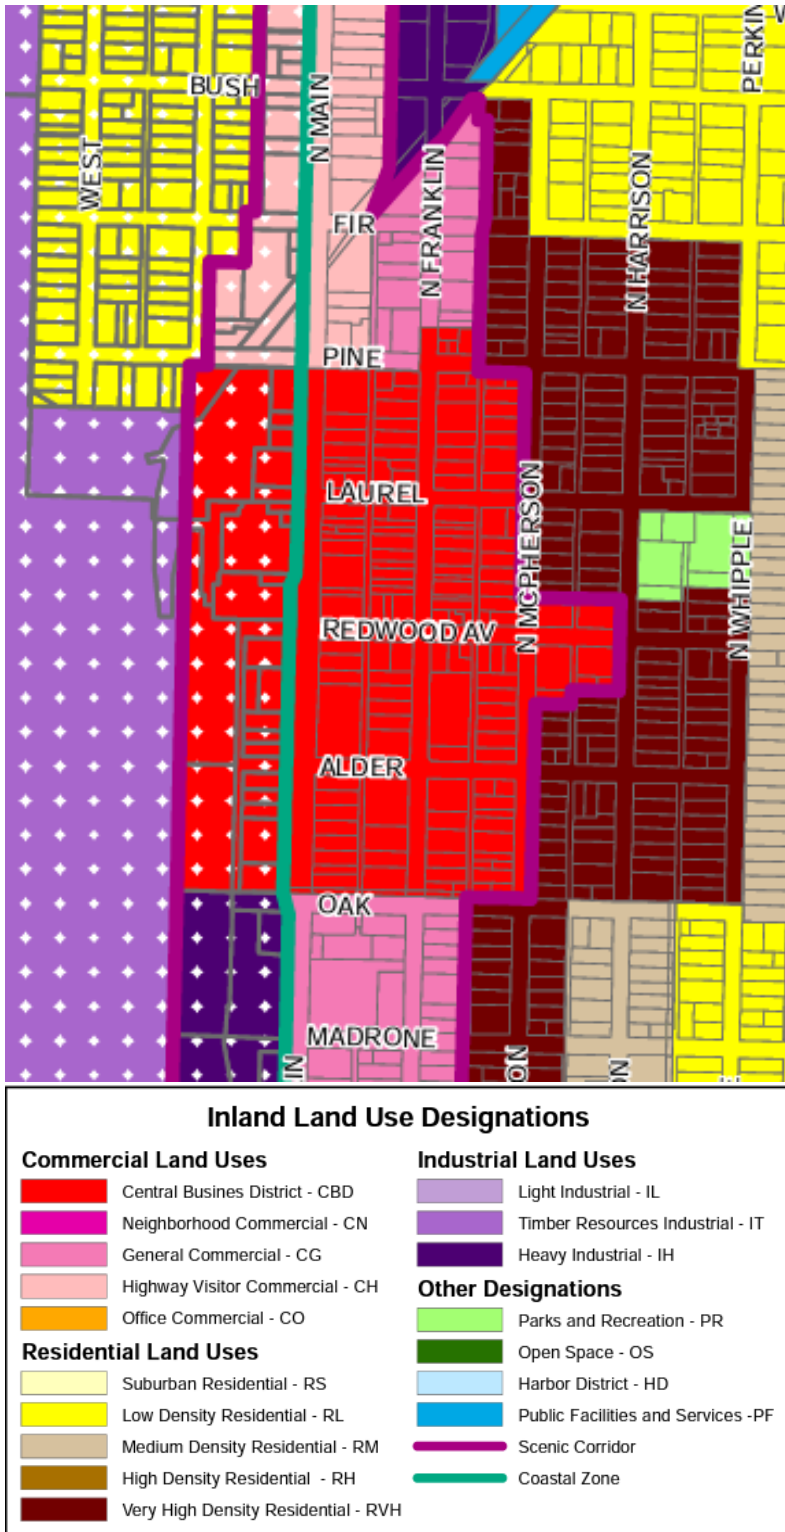 PERKIN
BUSH
N MAIN
WEST
N FRANKLIN
N HARRISON
FIR
PINE
LAUREL
N MCPHERSON
N WHIPPLE
REDWOOD AV
ALDER
OAK
MADRONE
IN
ON
ON
Inland Land Use Designations
Commercial Land Uses
Central Busines District - CBD
Neighborhood Commercial - CN
General Commercial - CG
Highway Visitor Commercial - CH
Office Commercial - CO
Residential Land Uses
Suburban Residential - RS
Low Density Residential - RL
Medium Density Residential - RM
High Density Residential - RH
Very High Density Residential - RVH
Industrial Land Uses
Light Industrial - IL
Timber Resources Industrial - IT
Heavy Industrial - IH
Other Designations
Parks and Recreation - PR
Open Space - OS
Harbor District - HD
Public Facilities and Services -PF
Scenic Corridor
Coastal Zone